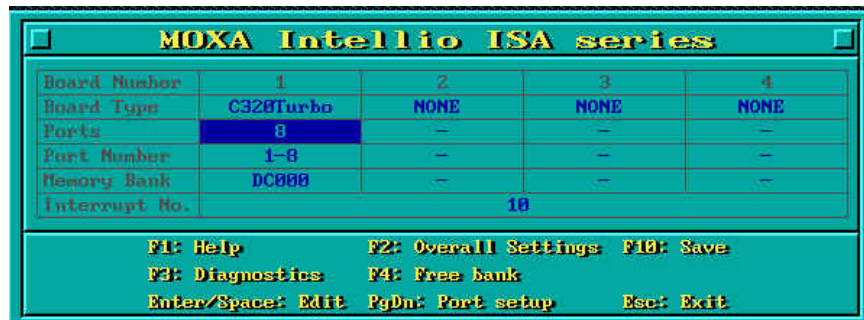 MOXA Intellio ISA series
Board Number 1 2 3 4
Board Type C320Turbo NONE NONE NONE
Ports 8 - - -
Port Number 1-8 - - -
Memory Bank DC000 - - -
Interrupt No. 10
F1: Help F2: Overall Settings F10: Save
F3: Diagnostics F4: Free bank
Enter/Space: Edit PgDn: Port setup Esc: Exit